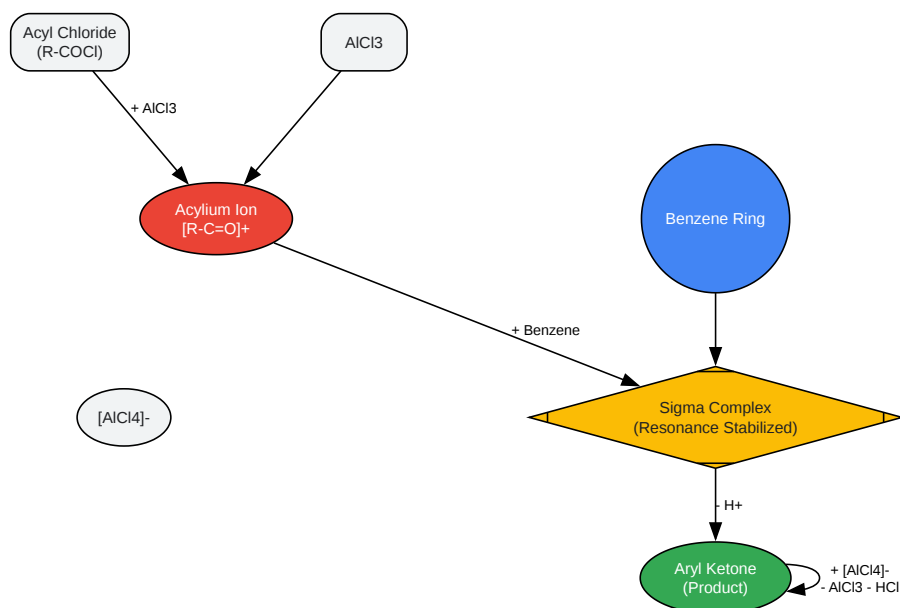 Acyl Chloride
(R-COCl)
AlCl3
+ AlCl3
Acylium Ion
[R-C=O]+
Benzene Ring
+ Benzene
[AlCl4]-
Sigma Complex
(Resonance Stabilized)
- H+
Aryl Ketone
(Product)
+ [AlCl4]-
- AlCl3 - HCl